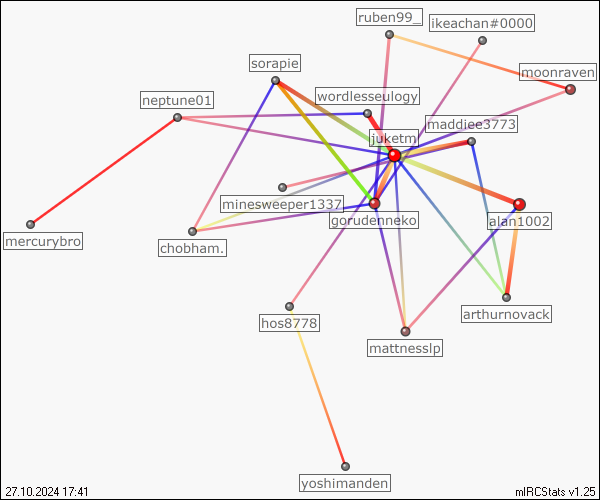 ruben99_
ikeachan#0000
sorapie
moonraven
neptune01
wordlesseulogy
maddiee3773
juketm
minesweeper1337
gorudenneko
alan1002
mercurybro
chobham.
arthurnovack
hos8778
mattnesslp
yoshimanden
27.10.2024 17:41
mIRCStats v1.25